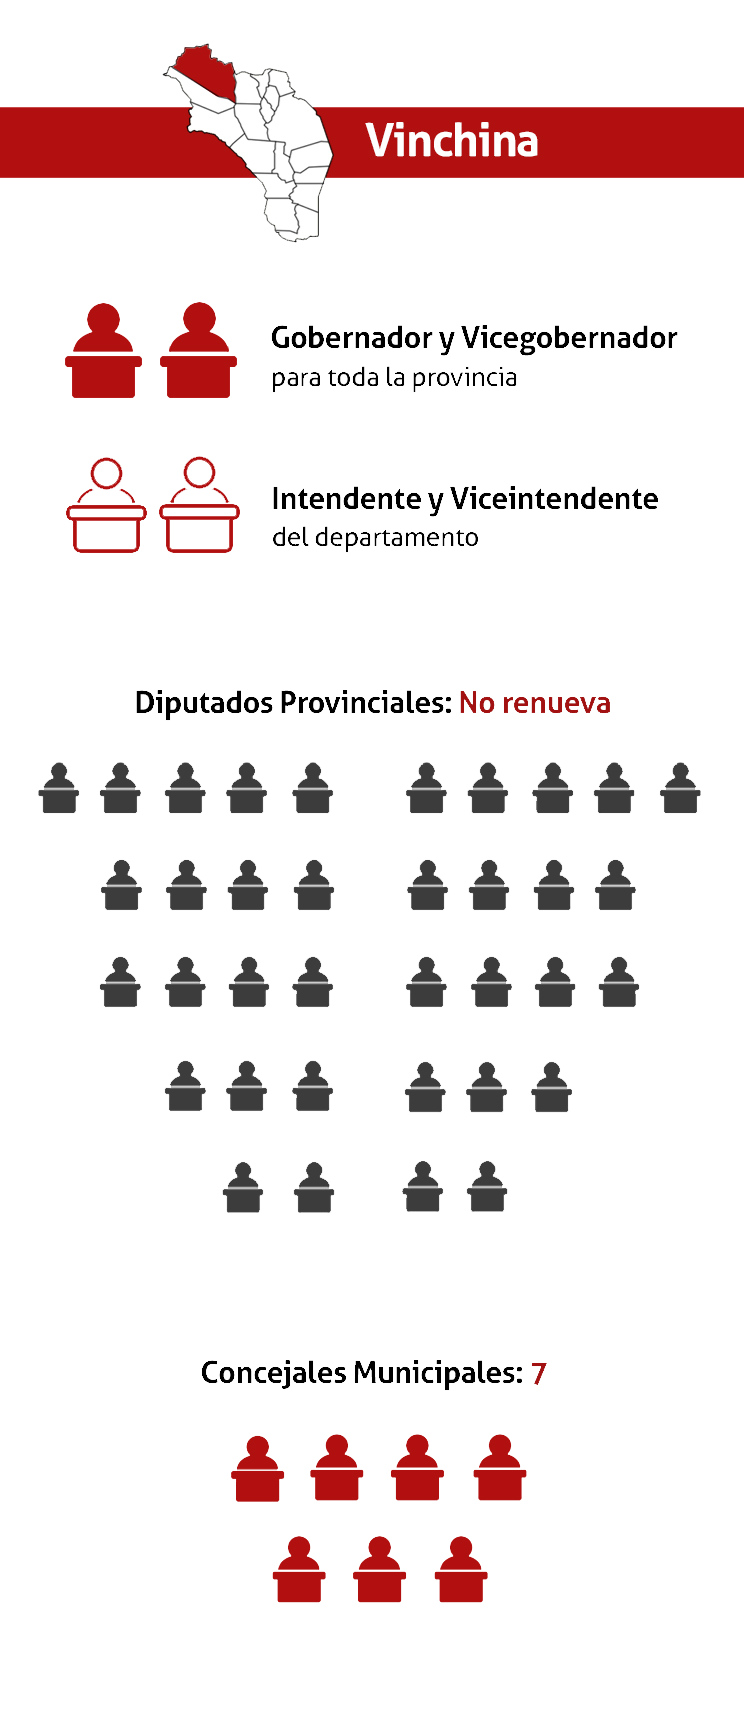 Vinchina
Gobernador y Vicegobernador
para toda la provincia
Intendente y Viceintendente
del departamento
Diputados Provinciales: No renueva
Concejales Municipales: 7